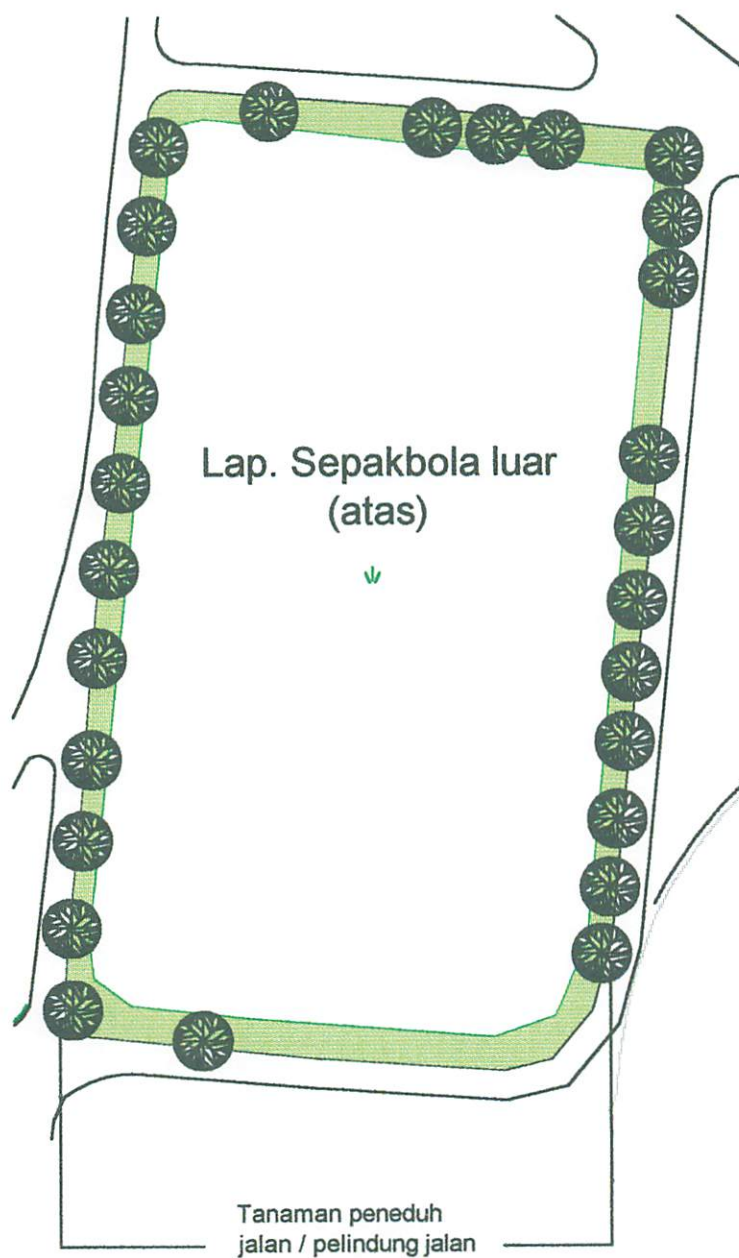 Lap. Sepakbola luar
(atas)
Tanaman peneduh
jalan / pelindung jalan